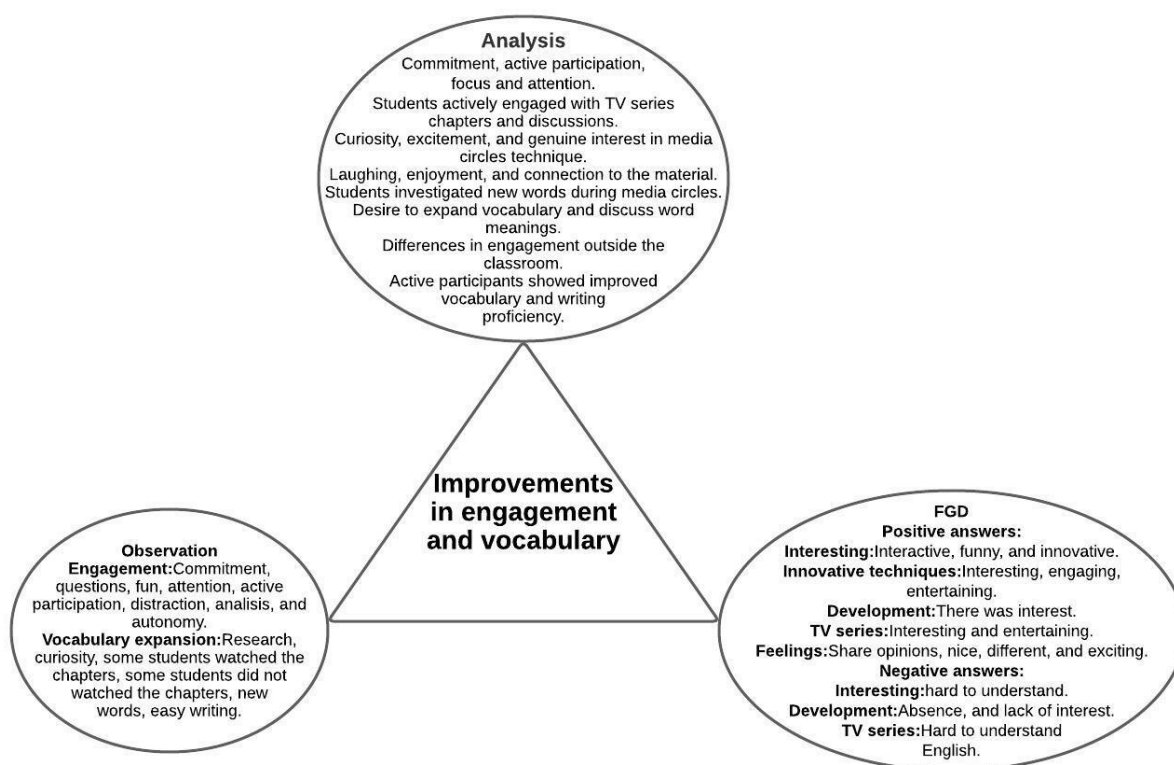 Analysis
Commitment, active participation,
focus and attention.
Students actively engaged with TV series
chapters and discussions.
Curiosity, excitement, and genuine interest in media
circles technique.
Laughing, enjoyment, and connection to the material.
Students investigated new words during media circles.
Desire to expand vocabulary and discuss word
meanings.
Differences in engagement outside the
classroom.
Active participants showed improved
vocabulary and writing
proficiency.
Improvements
in engagement
and vocabulary
Observation
Engagement:Commitment,
questions, fun, attention, active
participation, distraction, analisis, and
autonomy.
Vocabulary expansion:Research,
curiosity, some students watched the
chapters, some students did not
watched the chapters, new
words, easy writing.
FGD
Positive answers:
Interesting:Interactive, funny, and innovative.
Innovative techniques:Interesting, engaging,
entertaining.
Development:There was interest.
TV series:Interesting and entertaining.
Feelings:Share opinions, nice, different, and exciting.
Negative answers:
Interesting:hard to understand.
Development:Absence, and lack of interest.
TV series:Hard to understand
English.